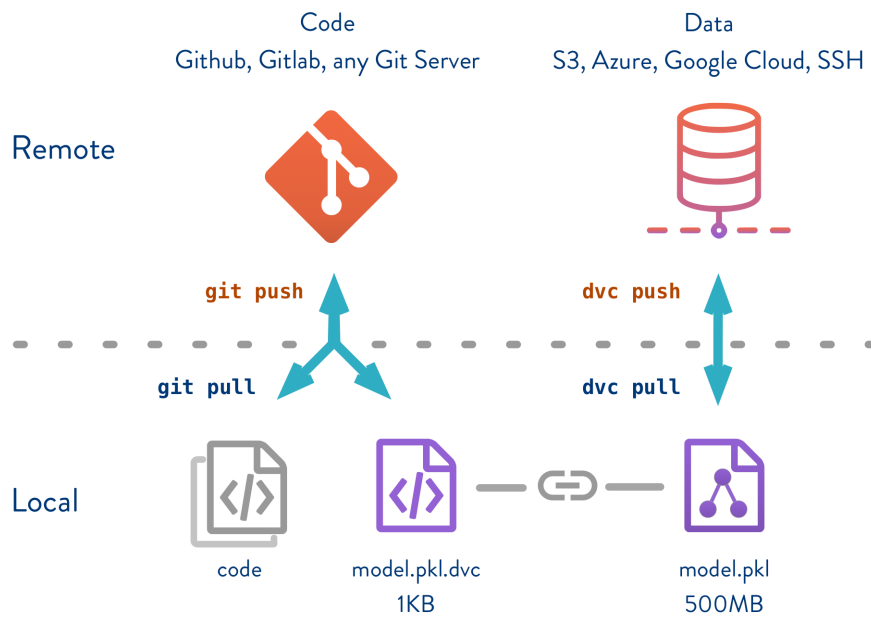 Code
Data
Github, Gitlab, any Git Server
S3, Azure, Google Cloud, SSH
Remote
git push
dvc push
git pull
dvc pull
Local
code
model.pkl.dvc
model.pkl
1KB
500MB